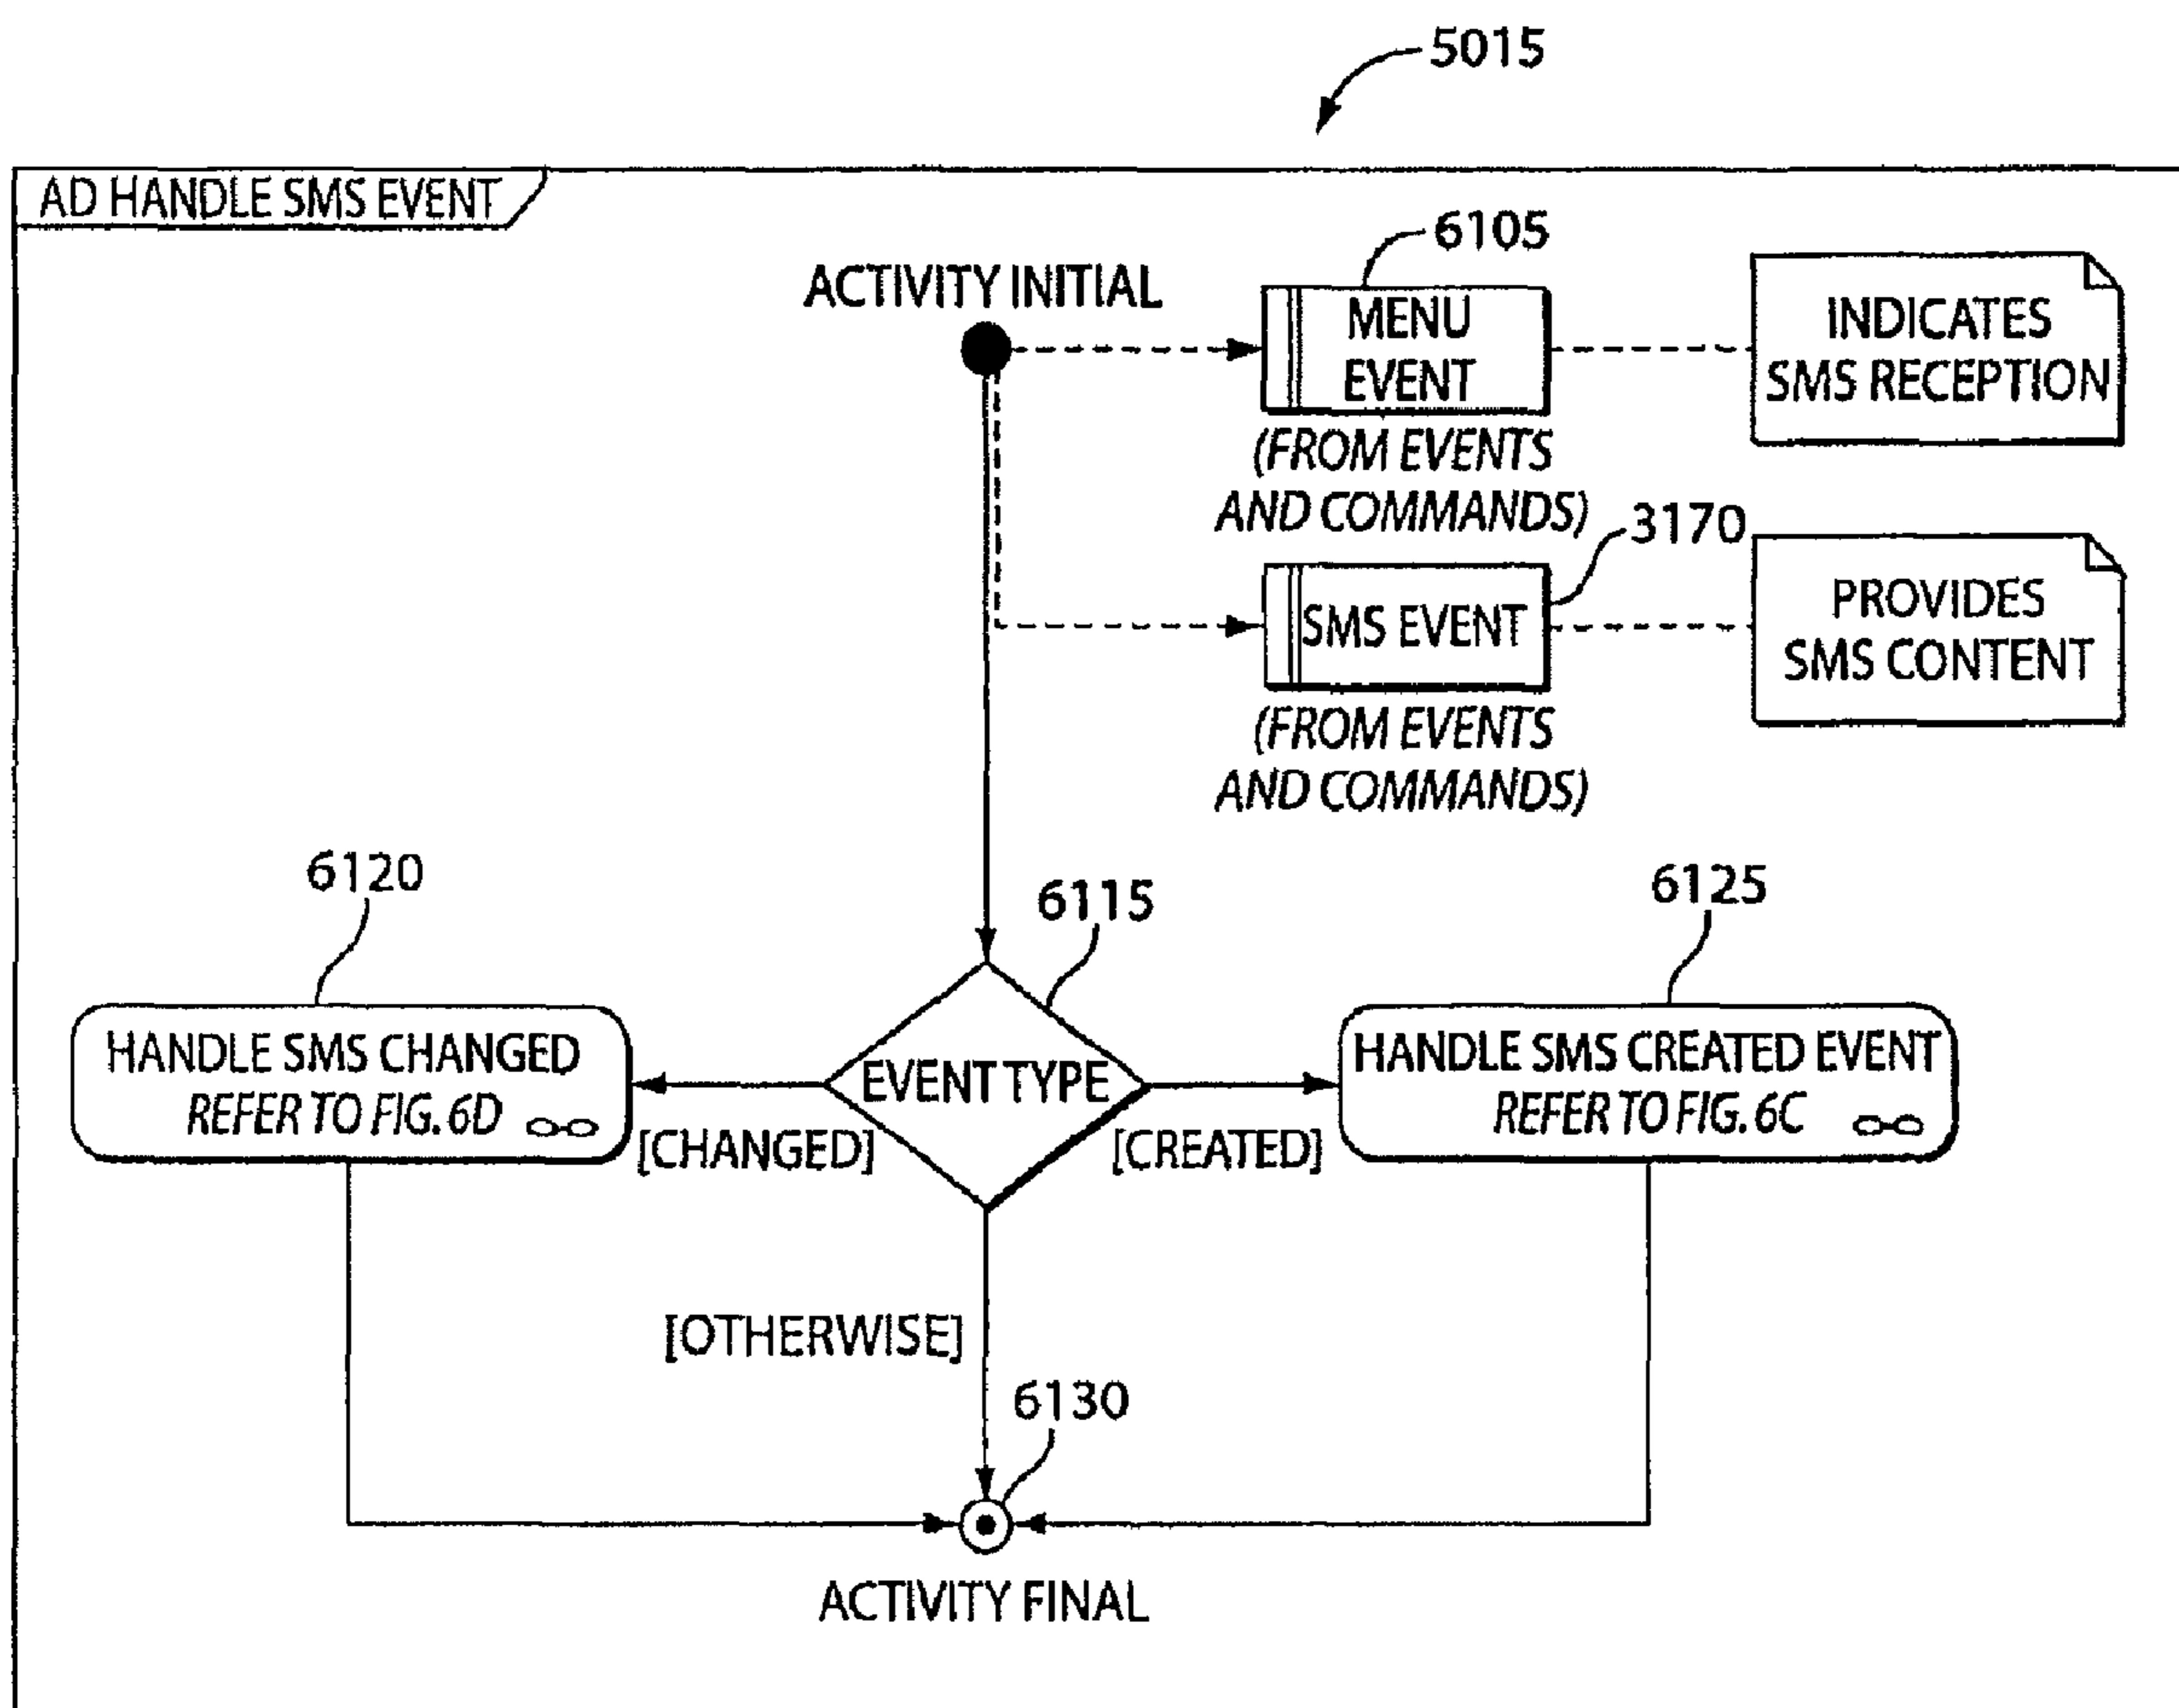 5015
AD HANDLE SMS EVENT
ACTIVITY INITIAL
6105
MENU
EVENT
(FROM EVENTS
AND COMMANDS)
INDICATES
SMS RECEPTION
3170
SMS EVENT
(FROM EVENTS
AND COMMANDS)
PROVIDES
SMS CONTENT
6120
HANDLE SMS CHANGED
REFER TO FIG. 6D
6115
EVENT TYPE
[CHANGED]
[CREATED]
6125
HANDLE SMS CREATED EVENT
REFER TO FIG. 6C
[OTHERWISE]
6130
ACTIVITY FINAL